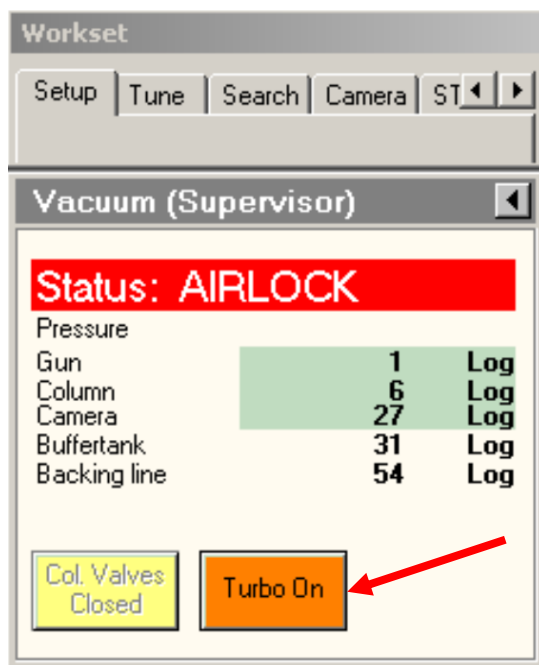 Workset
Setup Tune Search Camera ST
Vacuum (Supervisor)
Status: AIRLOCK
Pressure
Gun 1 Log
Column 6 Log
Camera 27 Log
Buffertank 31 Log
Backing line 54 Log
Col. Valves
Closed
Turbo On